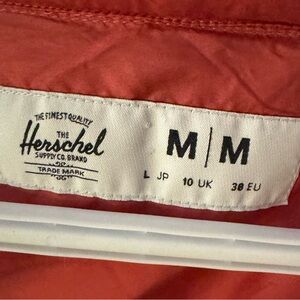 THE FINEST QUALITY
THE
Herschel
SUPPLY CO. BRAND
TRADE MARK
M | M
L JP 10 UK 38 EU